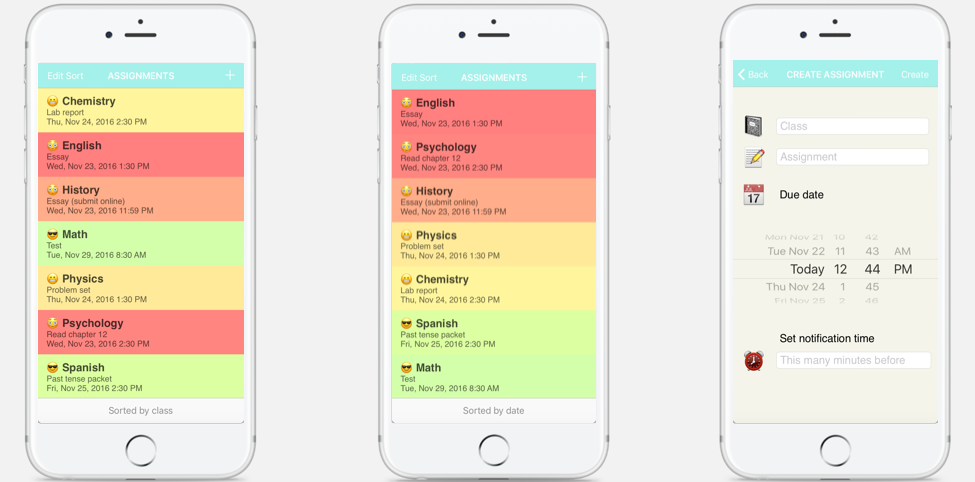 Edit Sort ASSIGNMENTS +
Chemistry
Lab report
Thu, Nov 24, 2016 2:30 PM
English
Essay
Wed, Nov 23, 2016 1:30 PM
History
Essay (submit online)
Wed, Nov 23, 2016 11:59 PM
Math
Test
Tue, Nov 29, 2016 8:30 AM
Physics
Problem set
Thu, Nov 24, 2016 1:30 PM
Psychology
Read chapter 12
Wed, Nov 23, 2016 2:30 PM
Spanish
Past tense packet
Fri, Nov 25, 2016 2:30 PM
Sorted by class
Edit Sort ASSIGNMENTS +
English
Essay
Wed, Nov 23, 2016 1:30 PM
Psychology
Read chapter 12
Wed, Nov 23, 2016 2:30 PM
History
Essay (submit online)
Wed, Nov 23, 2016 11:59 PM
Physics
Problem set
Thu, Nov 24, 2016 1:30 PM
Chemistry
Lab report
Thu, Nov 24, 2016 2:30 PM
Spanish
Past tense packet
Fri, Nov 25, 2016 2:30 PM
Math
Test
Tue, Nov 29, 2016 8:30 AM
Sorted by date
Back CREATE ASSIGNMENT Create
Class
Assignment
17 Due date
Mon Nov 21 10 42
Tue Nov 22 11 43 AM
Today 12 44 PM
Thu Nov 24 1 45
Fri Nov 25 2 46
Set notification time
This many minutes before